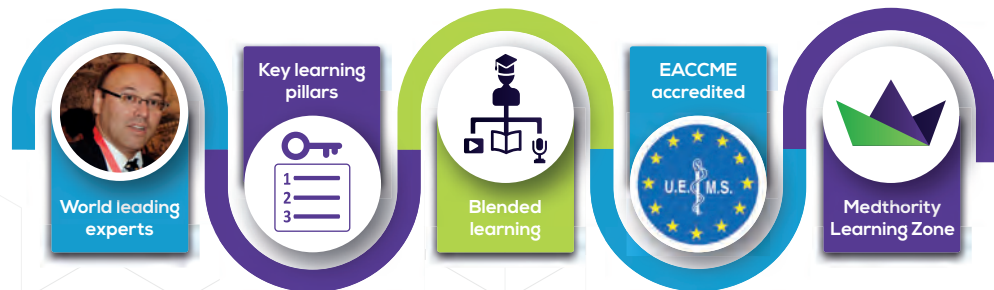 World leading
experts
Key learning
pillars
1
2
3
Blended
learning
EACCME
accredited
U.E. M.S.
Medthority
Learning Zone